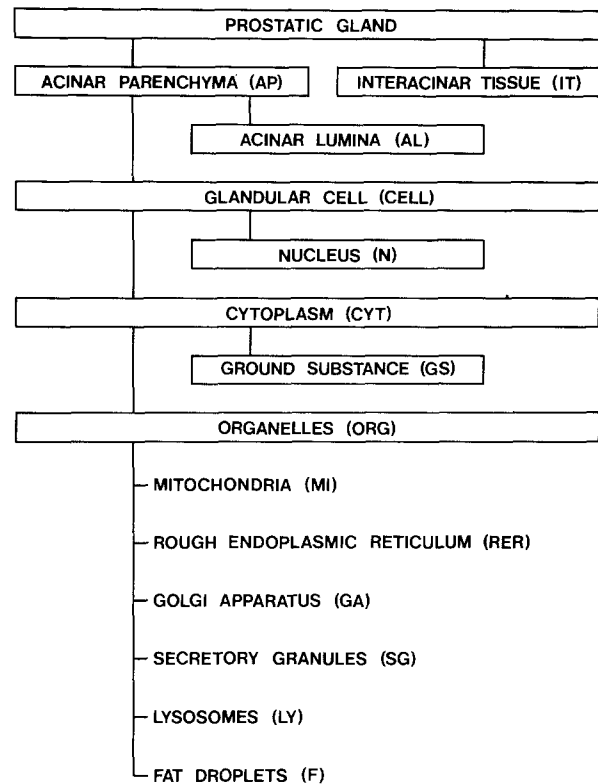 PROSTATIC GLAND
ACINAR PARENCHYMA (AP)
INTERACINAR TISSUE (IT)
ACINAR LUMINA (AL)
GLANDULAR CELL (CELL)
NUCLEUS (N)
CYTOPLASM (CYT)
GROUND SUBSTANCE (GS)
ORGANELLES (ORG)
MITOCHONDRIA (MI)
ROUGH ENDOPLASMIC RETICULUM (RER)
GOLGI APPARATUS (GA)
SECRETORY GRANULES (SG)
LYSOSOMES (LY)
FAT DROPLETS (F)